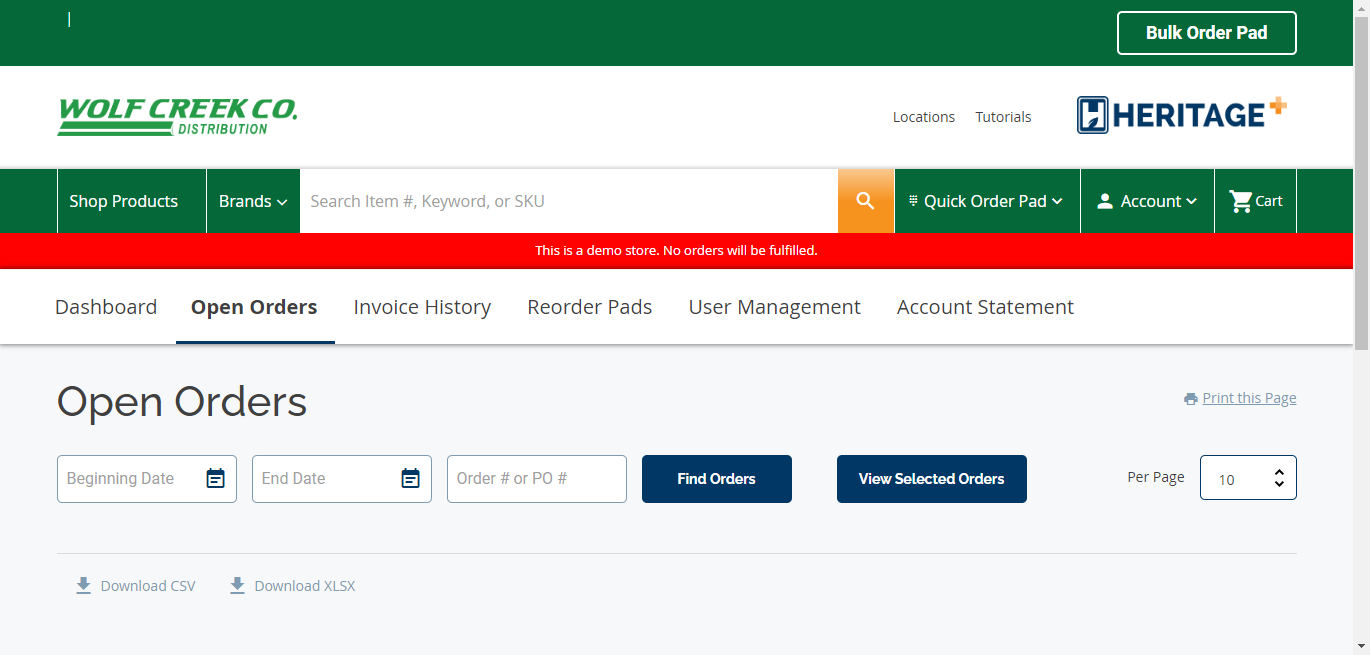 Bulk Order Pad
WOLF CREEK CO.
DISTRIBUTION
Locations Tutorials
HERITAGE+
Shop Products Brands Search Item #, Keyword, or SKU Quick Order Pad Account Cart
This is a demo store. No orders will be fulfilled.
Dashboard Open Orders Invoice History Reorder Pads User Management Account Statement
Open Orders
Print this Page
Beginning Date End Date Order # or PO # Find Orders View Selected Orders Per Page 10
Download CSV Download XLSX